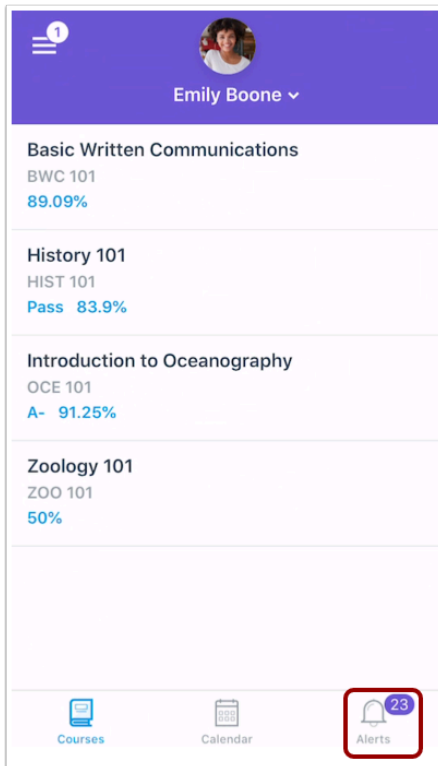 1
Emily Boone
Basic Written Communications
BWC 101
89.09%
History 101
HIST 101
Pass 83.9%
Introduction to Oceanography
OCE 101
A- 91.25%
Zoology 101
ZOO 101
50%
23
Courses Calendar Alerts